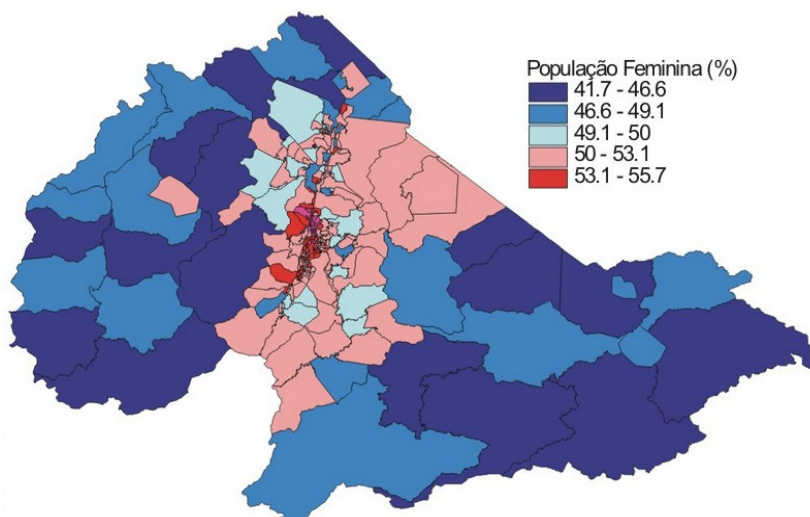 População Feminina (%)
41.7 - 46.6
46.6 - 49.1
49.1 - 50
50 - 53.1
53.1 - 55.7